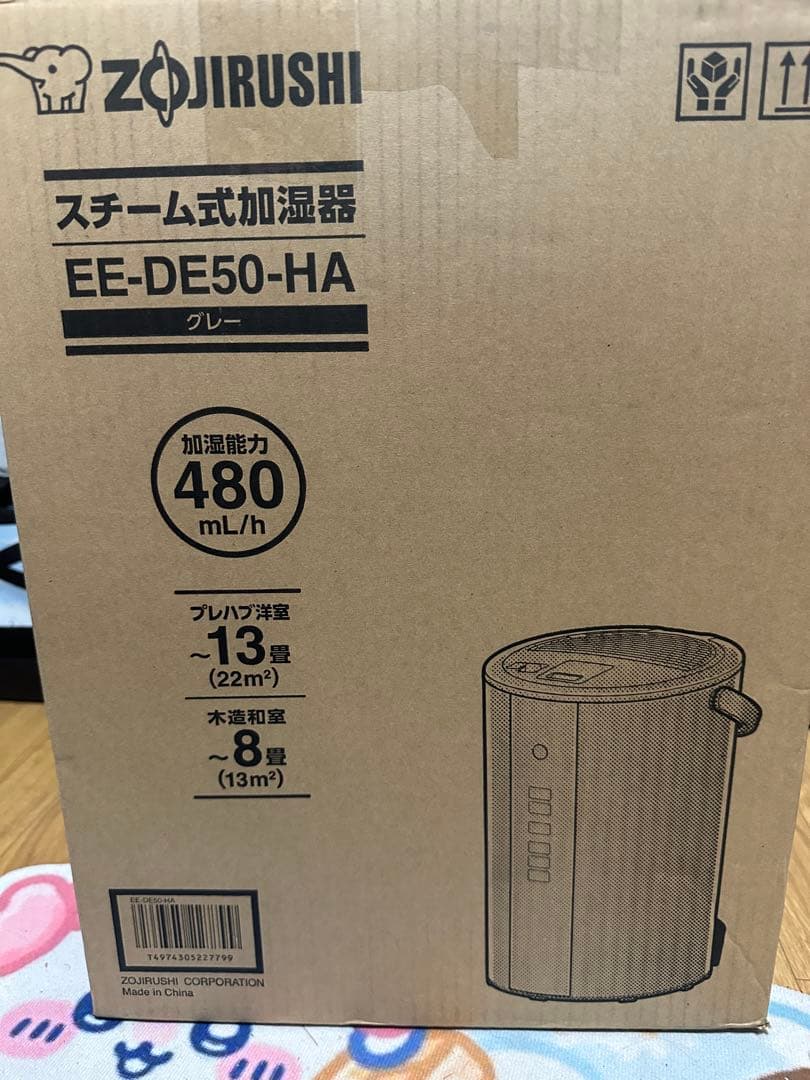 ZOJIRUSHI
スチーム式加湿器
EE-DE50-HA
グレー
加湿能力
480
mL/h
プレハブ洋室
~13畳
(22m²)
木造和室
~8畳
(13m²)
EE-DE50-HA
T4974305227799
ZOJIRUSHI CORPORATION
Made in China